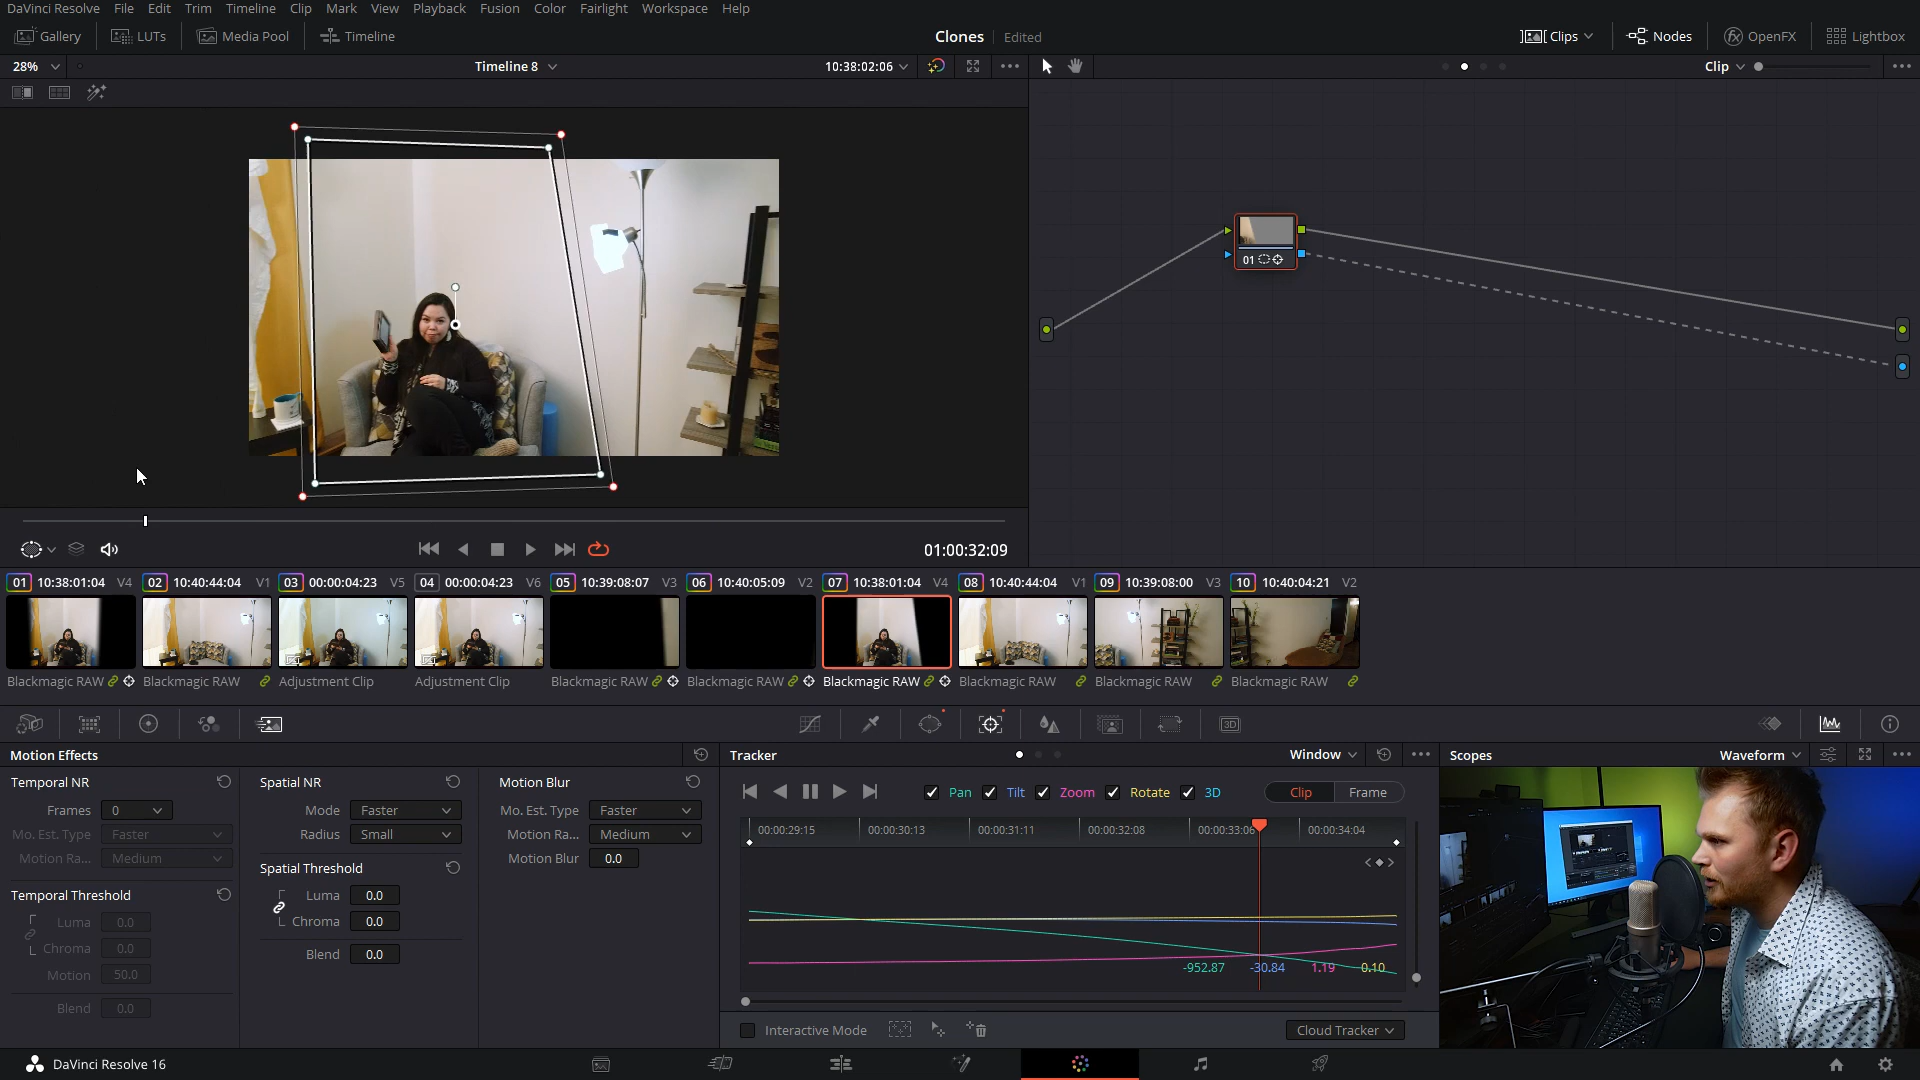 DaVinci Resolve File Edit Trim Timeline Clip Mark View Playback Fusion Color Fairlight Workspace Help
Gallery LUTs Media Pool Timeline Clones Edited Clips Nodes OpenFX Lightbox
28% Timeline 8 10:38:02:06 Clip
01
01:00:32:09
01 10:38:01:04 V4 02 10:40:44:04 V1 03 00:00:04:23 V5 04 00:00:04:23 V6 05 10:39:08:07 V3 06 10:40:05:09 V2 07 10:38:01:04 V4 08 10:40:44:04 V1 09 10:39:08:00 V3 10 10:40:04:21 V2
Blackmagic RAW Blackmagic RAW Adjustment Clip Adjustment Clip Blackmagic RAW Blackmagic RAW Blackmagic RAW Blackmagic RAW Blackmagic RAW Blackmagic RAW
3D
Motion Effects Tracker Window Scopes Waveform
Temporal NR Spatial NR Motion Blur
Pan Tilt Zoom Rotate 3D Clip Frame
Frames 0 Mode Faster Mo. Est. Type Faster
Mo. Est. Type Faster Radius Small Motion Ra... Medium
00:00:29:15 00:00:30:13 00:00:31:11 00:00:32:08 00:00:33:06 00:00:34:04
Motion Ra... Medium Motion Blur 0.0
Spatial Threshold
Temporal Threshold Luma 0.0
Luma 0.0 Chroma 0.0
Chroma 0.0 Blend 0.0
-952.87 -30.84 1.19 0.10
Motion 50.0
Blend 0.0
Interactive Mode Cloud Tracker
DaVinci Resolve 16